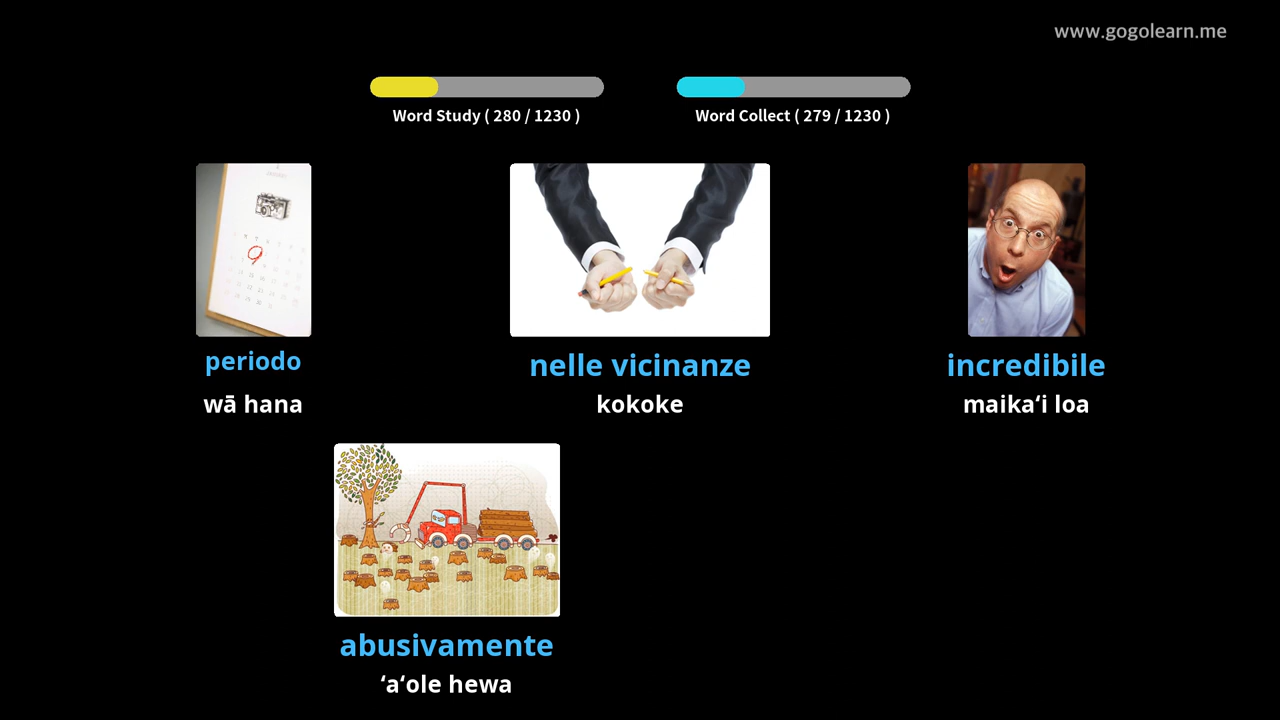 www.gogolearn.me
Word Study ( 280 / 1230 )
Word Collect ( 279 / 1230 )
periodo
wā hana
nelle vicinanze
kokoke
incredibile
maikaʻi loa
abusivamente
ʻaʻole hewa